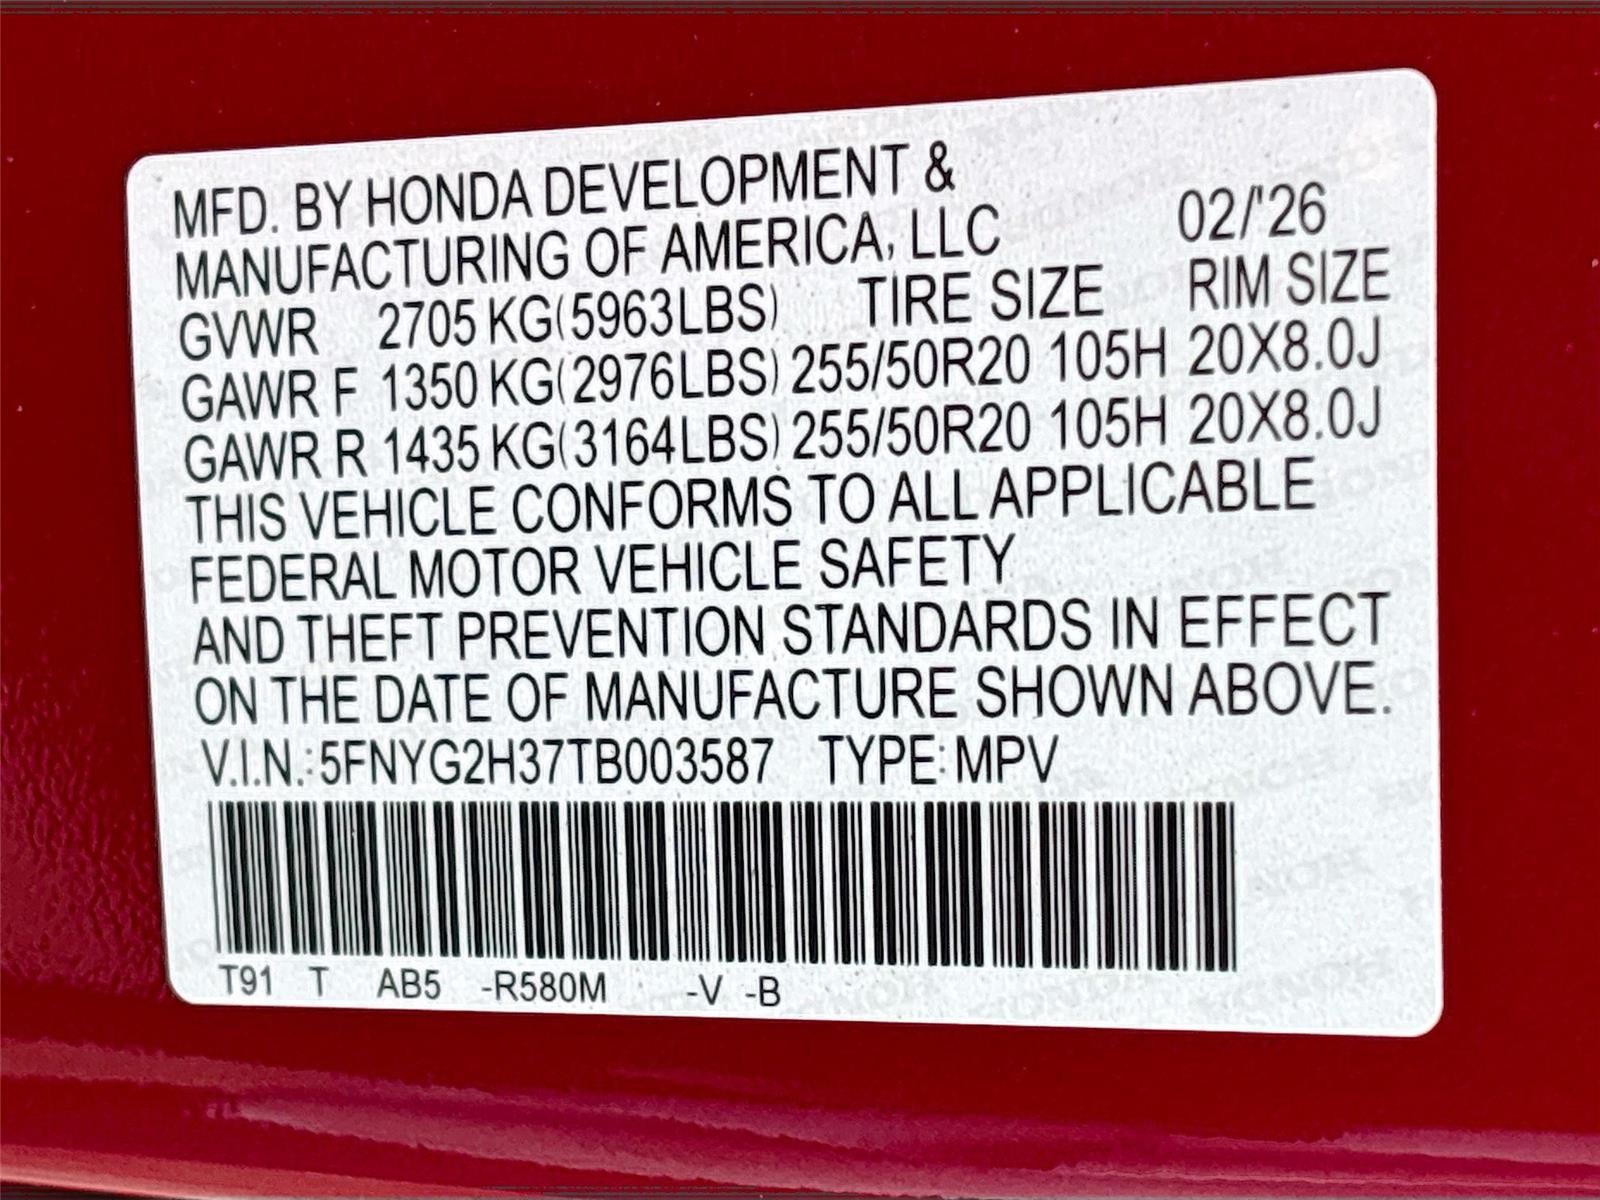 MFD. BY HONDA DEVELOPMENT &
MANUFACTURING OF AMERICA, LLC 02/'26
GVWR 2705 KG(5963LBS) TIRE SIZE RIM SIZE
GAWR F 1350 KG(2976LBS) 255/50R20 105H 20X8.0J
GAWR R 1435 KG(3164LBS) 255/50R20 105H 20X8.0J
THIS VEHICLE CONFORMS TO ALL APPLICABLE
FEDERAL MOTOR VEHICLE SAFETY
AND THEFT PREVENTION STANDARDS IN EFFECT
ON THE DATE OF MANUFACTURE SHOWN ABOVE.
V.I.N.:5FNYG2H37TB003587 TYPE:MPV
T91 T AB5 -R580M -V -B